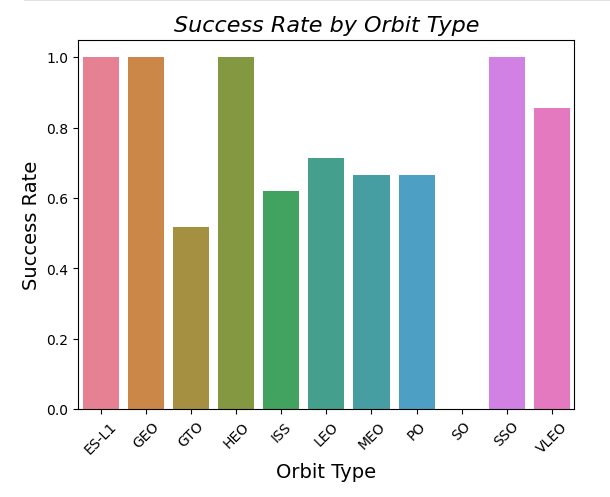 Success Rate by Orbit Type
Success Rate
1.0
0.8
0.6
0.4
0.2
0.0
ES-L1 GEO GTO HEO ISS LEO MEO PO SO SSO VLEO
Orbit Type